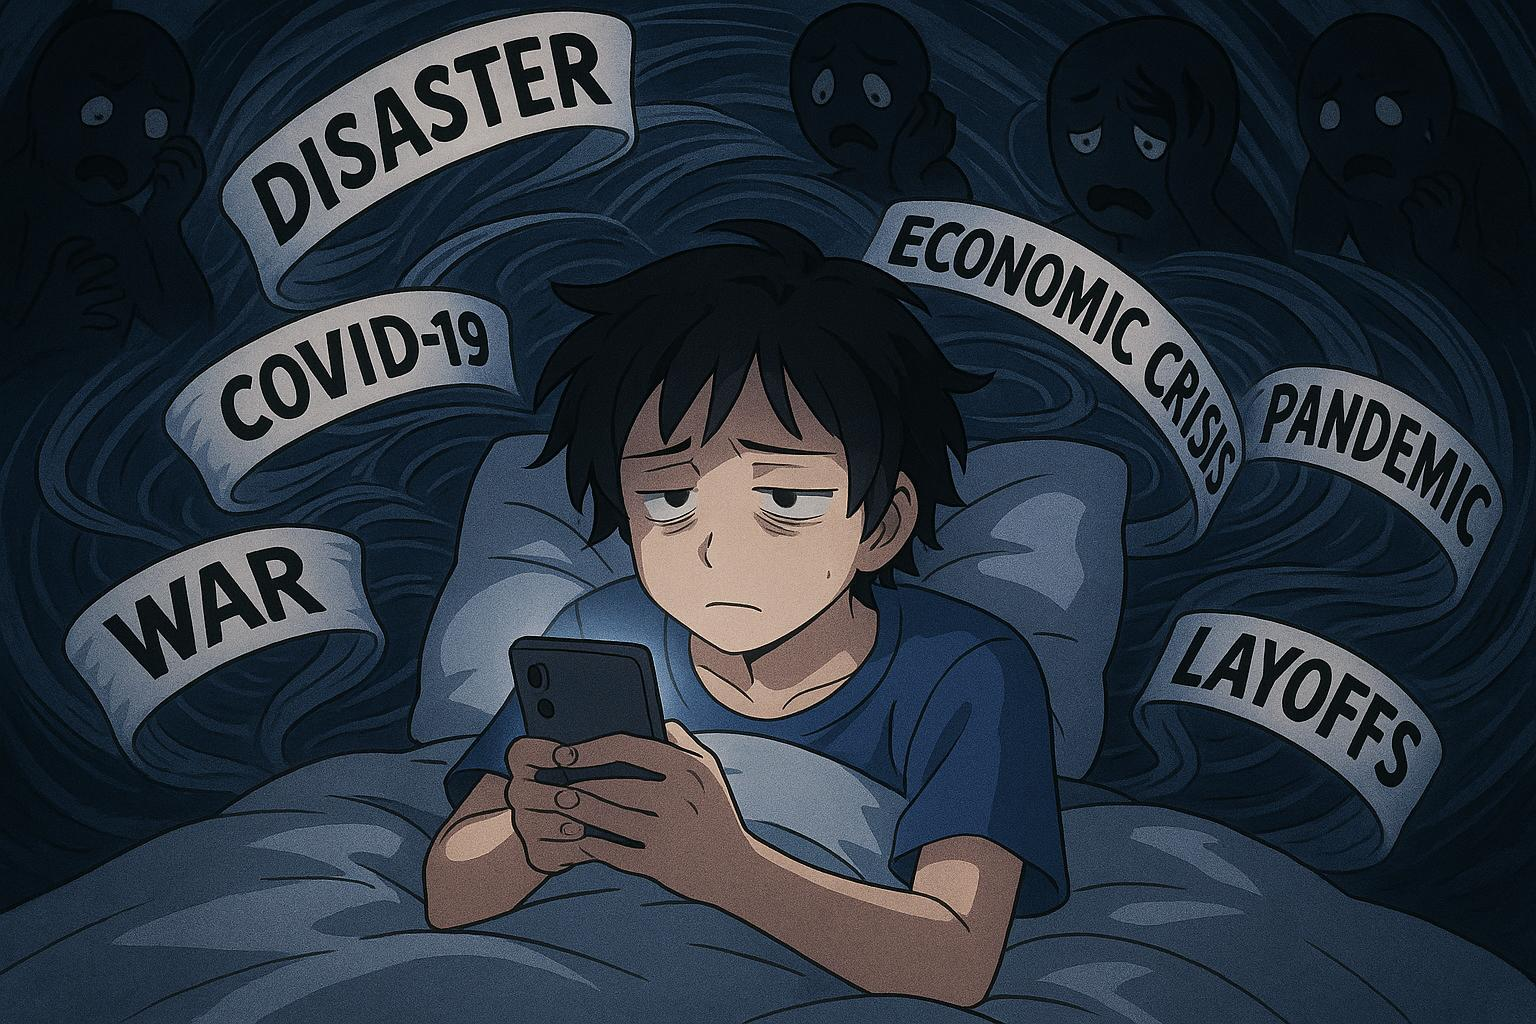 DISASTER
COVID-19
WAR
ECONOMIC CRISIS
PANDEMIC
LAYOFFS